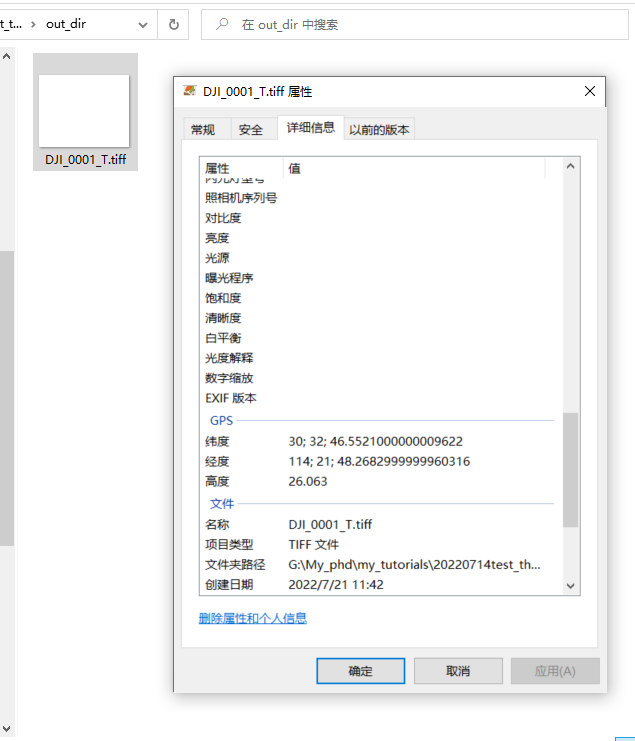 t_t... › out_dir
在 out_dir 中搜索
DJI_0001_T.tiff
DJI_0001_T.tiff 属性
常规 安全 详细信息 以前的版本
属性 值
闪光灯型号
照相机序列号
对比度
亮度
光源
曝光程序
饱和度
清晰度
白平衡
光度解释
数字缩放
EXIF 版本
GPS
纬度 30; 32; 46.5521000000009622
经度 114; 21; 48.2682999999960316
高度 26.063
文件
名称 DJI_0001_T.tiff
项目类型 TIFF 文件
文件夹路径 G:\My_phd\my_tutorials\20220714test_th...
创建日期 2022/7/21 11:42
删除属性和个人信息
确定 取消 应用(A)